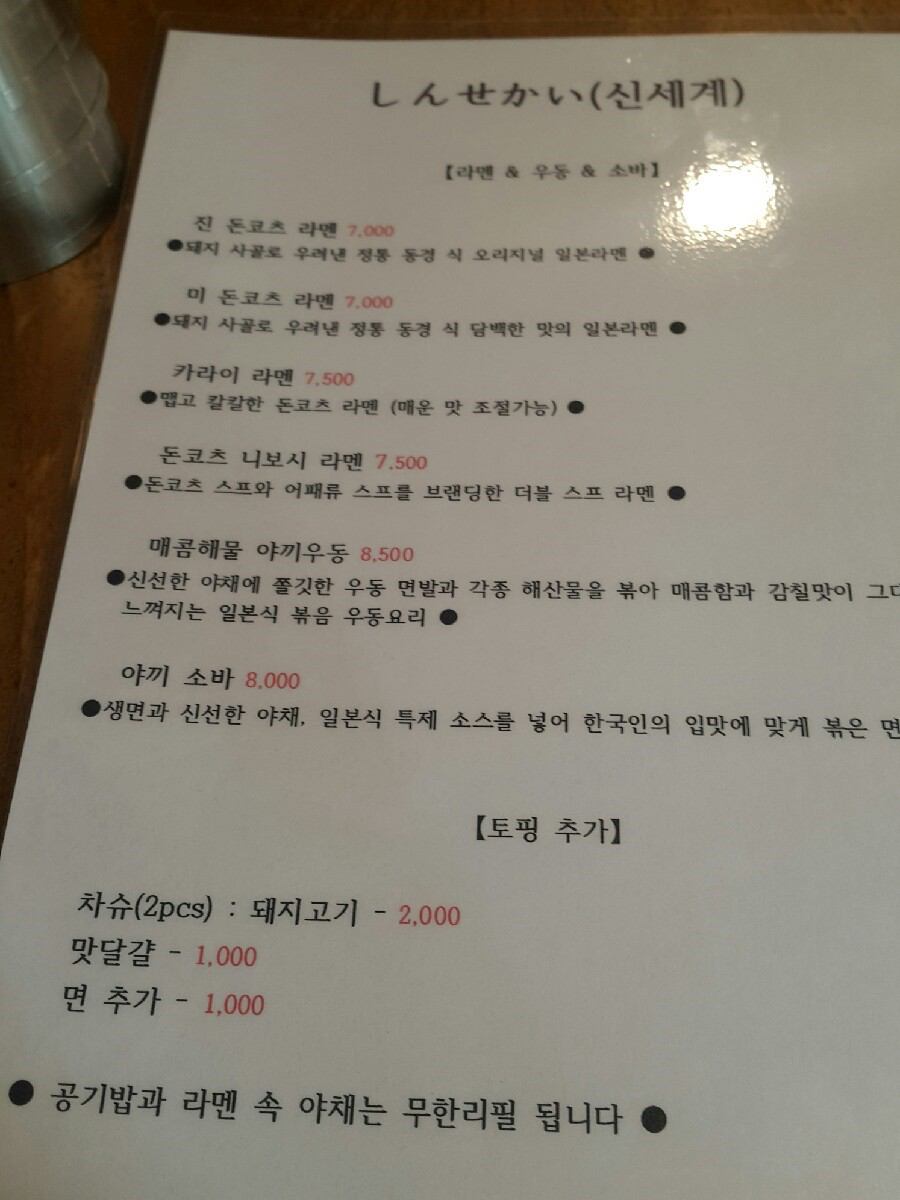 しんせかい(신세계)
【라멘 & 우동 & 소바】
진 돈코츠 라멘 7,000
●돼지 사골로 우려낸 정통 동경 식 오리지널 일본라멘 ●
미 돈코츠 라멘 7,000
●돼지 사골로 우려낸 정통 동경 식 담백한 맛의 일본라멘 ●
카라이 라멘 7,500
●맵고 칼칼한 돈코츠 라멘 (매운 맛 조절가능) ●
돈코츠 니보시 라멘 7.500
●돈코츠 스프와 어패류 스프를 브랜딩한 더블 스프 라멘 ●
매콤해물 야끼우동 8,500
●신선한 야채에 쫄깃한 우동 면발과 각종 해산물을 볶아 매콤함과 감칠맛이
느껴지는 일본식 볶음 우동요리 ●
야끼 소바 8,000
●생면과 신선한 야채, 일본식 특제 소스를 넣어 한국인의 입맛에 맞게 볶은
【토핑 추가】
차슈(2pcs) : 돼지고기 - 2,000
맛달걀 - 1,000
면 추가 - 1,000
● 공기밥과 라멘 속 야채는 무한리필 됩니다 ●